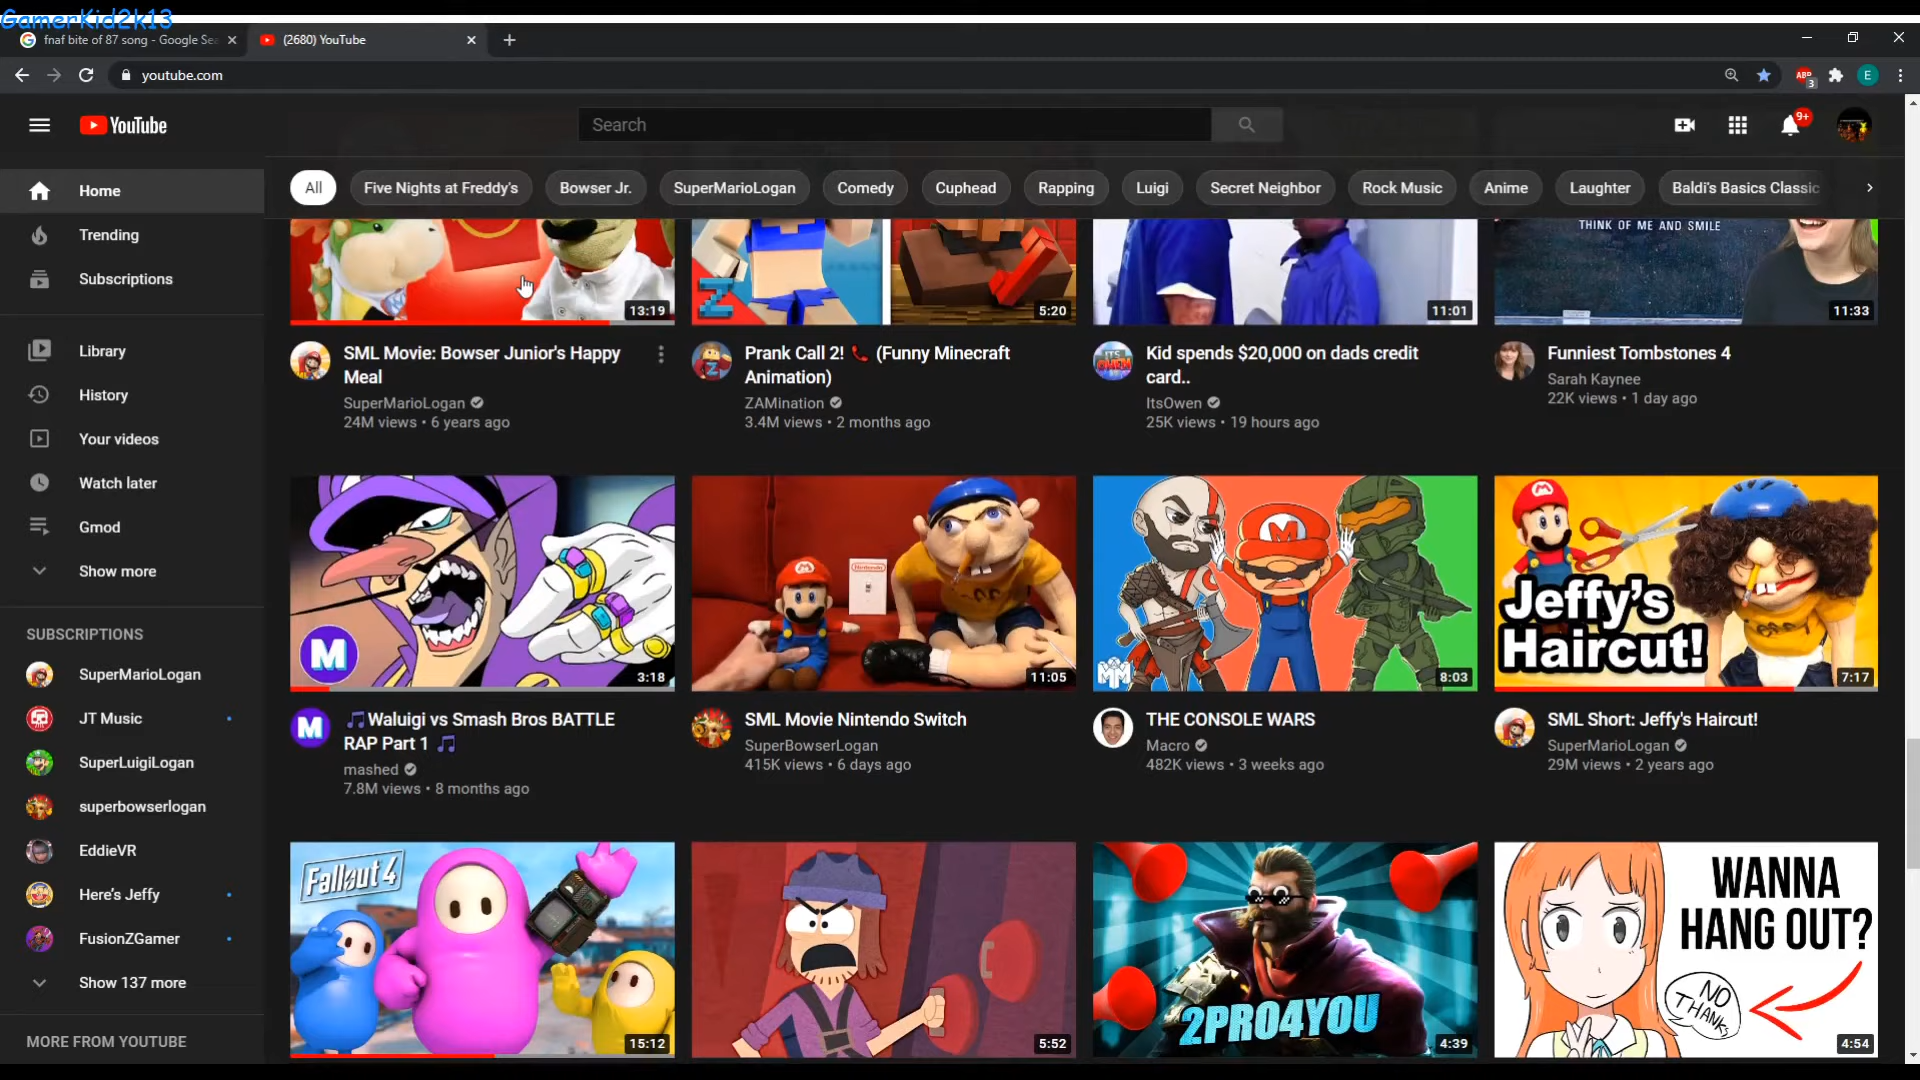 GamerKid2k13
fnaf bite of 87 song - Google Sea
(2680) YouTube
youtube.com
ABP
3
E
YouTube
Search
9+
Home
Trending
Subscriptions
Library
History
Your videos
Watch later
Gmod
Show more
SUBSCRIPTIONS
SuperMarioLogan
JT Music
SuperLuigiLogan
superbowserlogan
EddieVR
Here's Jeffy
FusionZGamer
Show 137 more
MORE FROM YOUTUBE
All
Five Nights at Freddy's
Bowser Jr.
SuperMarioLogan
Comedy
Cuphead
Rapping
Luigi
Secret Neighbor
Rock Music
Anime
Laughter
Baldi's Basics Classic
13:19
SML Movie: Bowser Junior's Happy
Meal
SuperMarioLogan
24M views • 6 years ago
Z
5:20
Prank Call 2! 📞 (Funny Minecraft
Animation)
ZAMination
3.4M views • 2 months ago
11:01
Kid spends $20,000 on dads credit
card..
ItsOwen
25K views • 19 hours ago
THINK OF ME AND SMILE
11:33
Funniest Tombstones 4
Sarah Kaynee
22K views • 1 day ago
M
3:18
🎵Waluigi vs Smash Bros BATTLE
RAP Part 1 🎵
mashed
7.8M views • 8 months ago
Nintendo
11:05
SML Movie Nintendo Switch
SuperBowserLogan
415K views • 6 days ago
M
8:03
THE CONSOLE WARS
Macro
482K views • 3 weeks ago
Jeffy's
Haircut!
7:17
SML Short: Jeffy's Haircut!
SuperMarioLogan
29M views • 2 years ago
Fallout 4
15:12
5:52
2PRO4YOU
4:39
WANNA
HANG OUT?
NO
THANKS
4:54